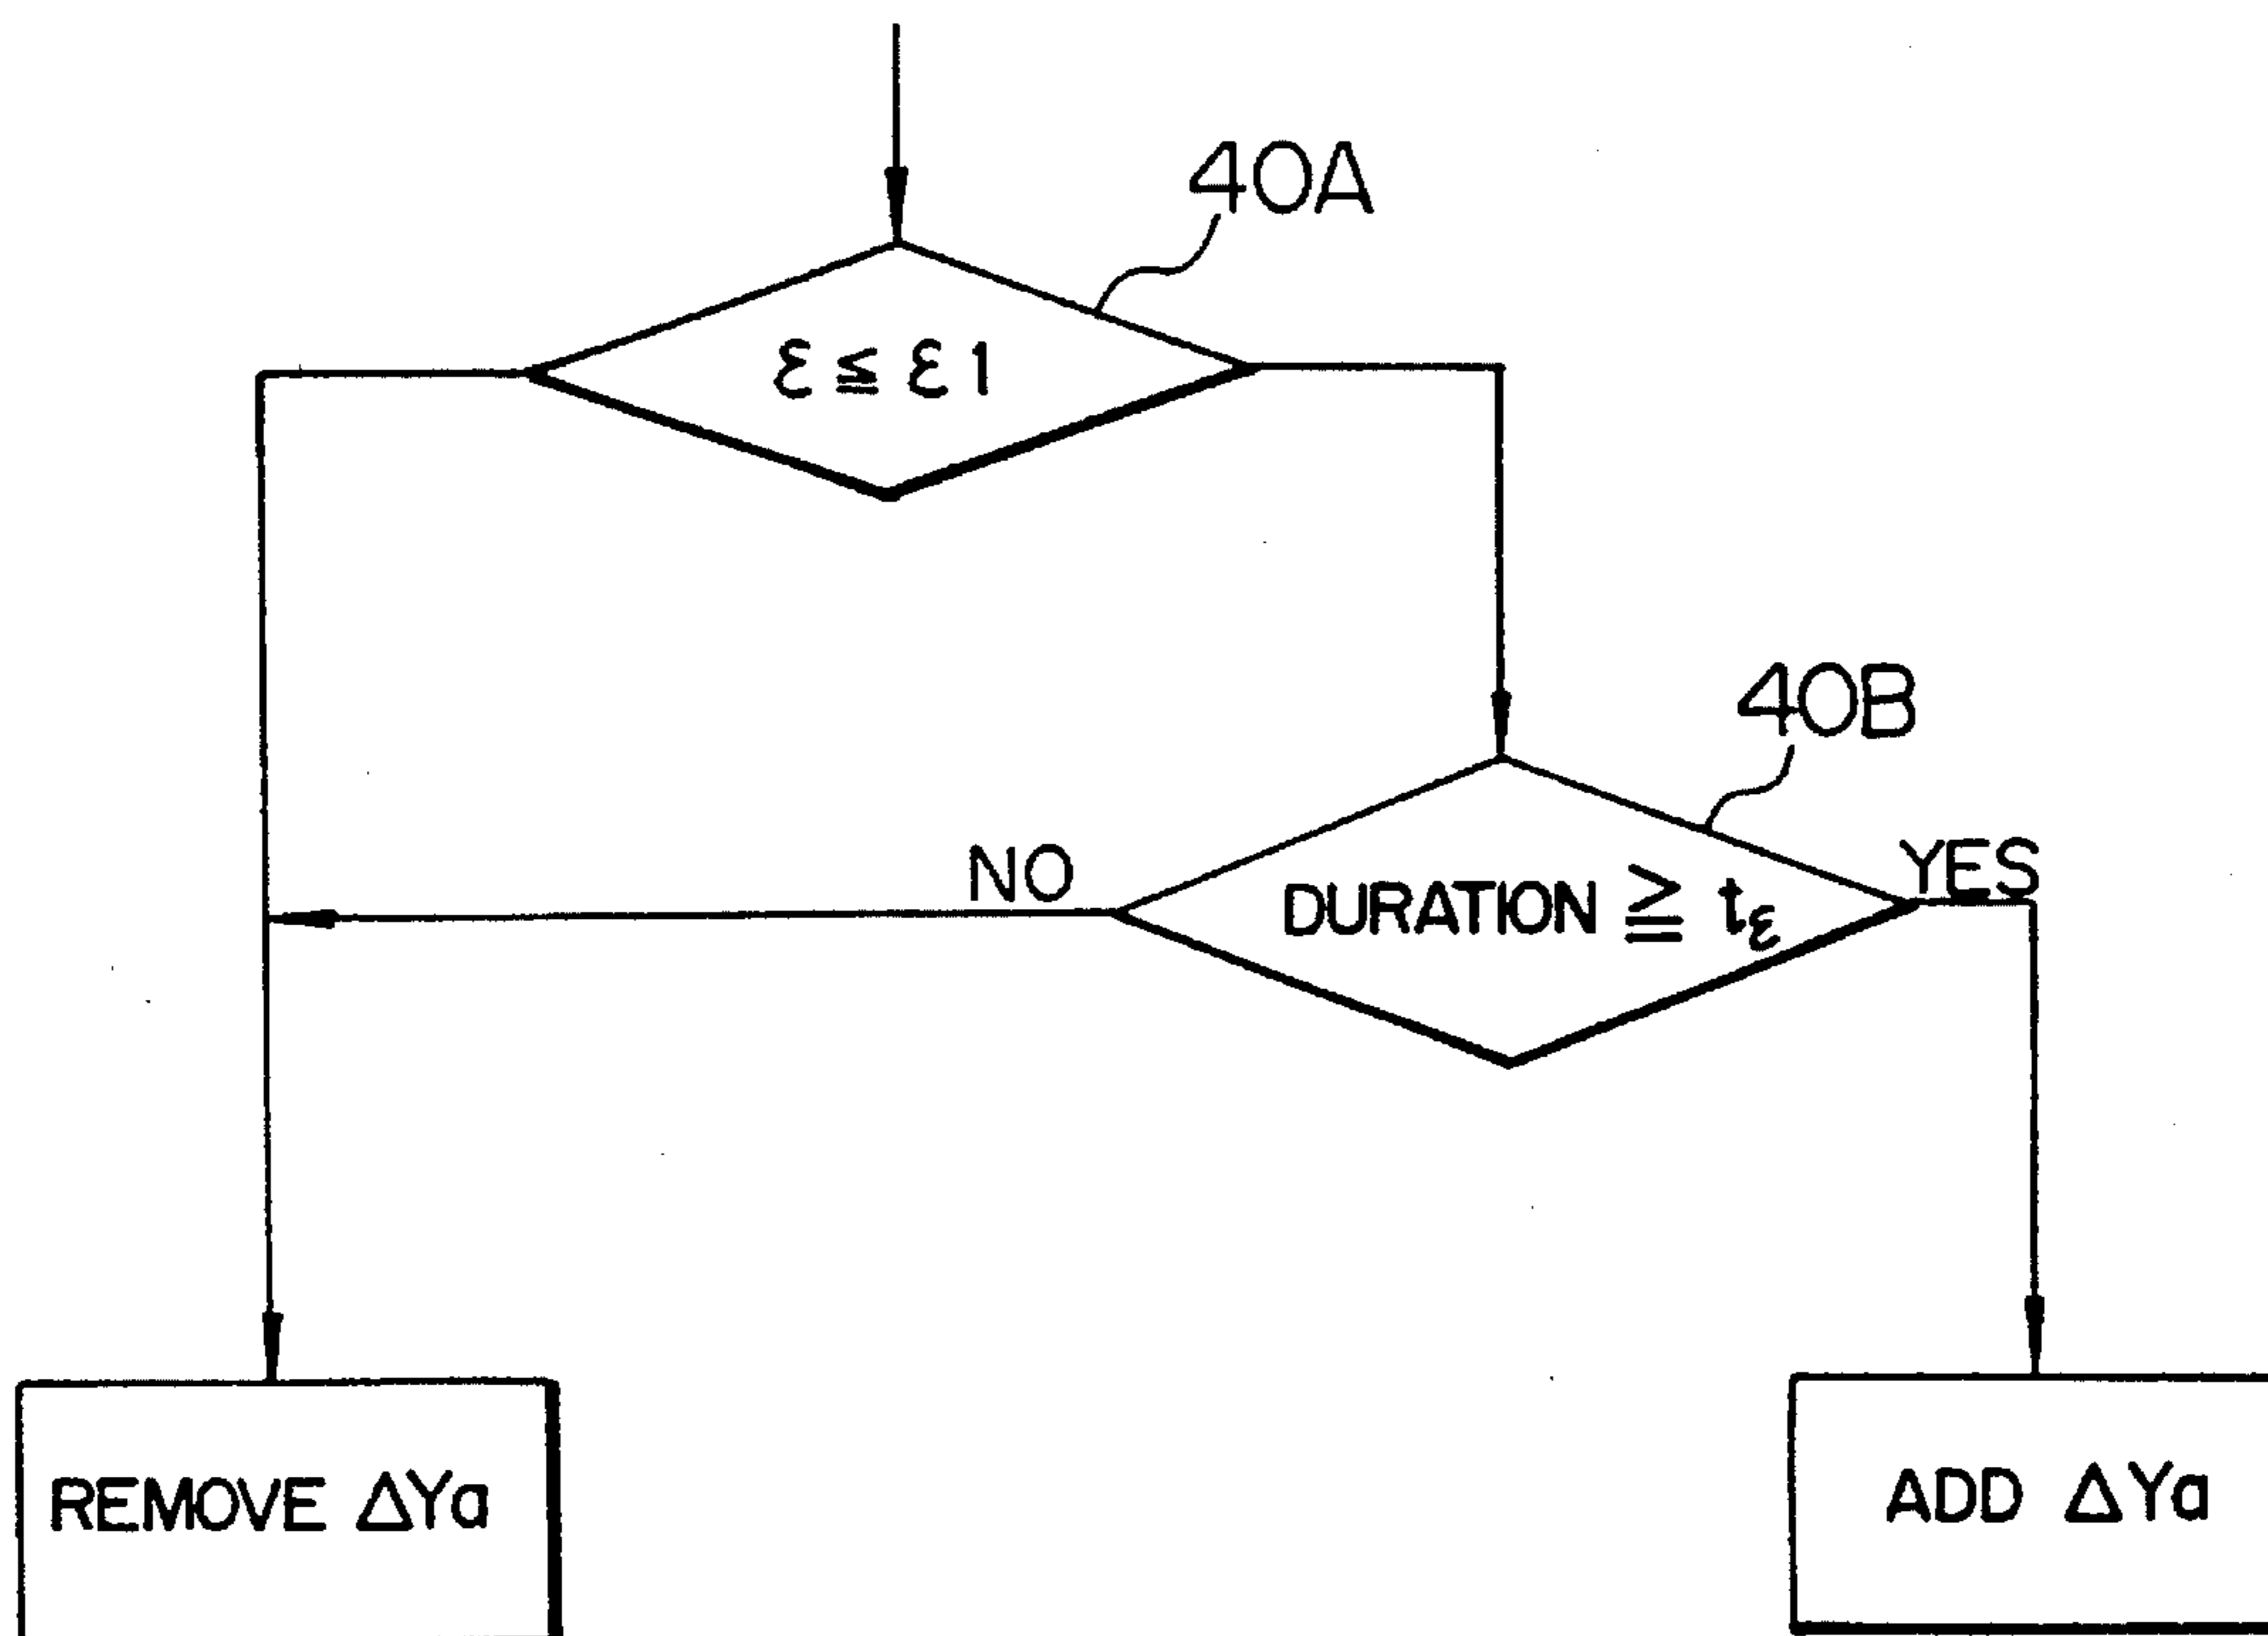 40A
ε ≦ ε1
40B
NO
YES
DURATION ≧ tε
REMOVE ΔYa
ADD ΔYa